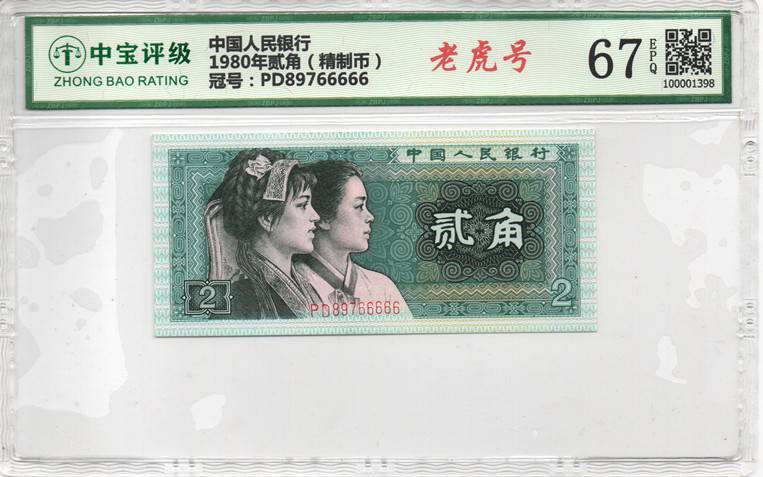 中宝评级
ZHONG BAO RATING
中国人民银行
1980年贰角（精制币）
冠号：PD89766666
老虎号
67
EPQ
100001398
中国人民银行
贰角
2
PD89766666
2